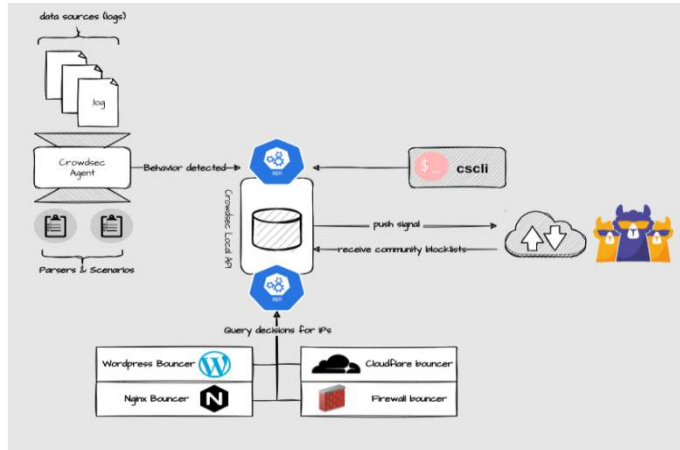 data sources (logs)
.log
Crowdsec
Agent
Behavior detected
api
$ _ cscli
Crowdsec Local API
push signal
receive community blocklists
Parsers & Scenarios
api
Query decisions for IPs
Wordpress Bouncer
Cloudflare bouncer
Nginx Bouncer
Firewall bouncer